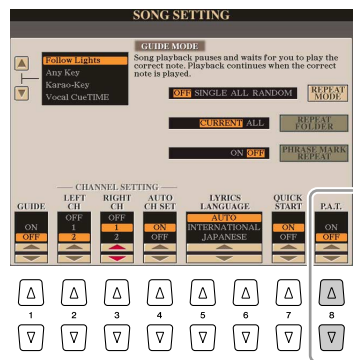 SONG SETTING
GUIDE MODE
Follow Lights
Any Key
Karao-Key
Vocal CueTIME
Song playback pauses and waits for you to play the
correct note. Playback continues when the correct
note is played.
OFF SINGLE ALL RANDOM
REPEAT
MODE
CURRENT ALL
REPEAT
FOLDER
ON OFF
PHRASE MARK
REPEAT
CHANNEL SETTING
GUIDE
LEFT
CH
RIGHT
CH
AUTO
CH SET
LYRICS
LANGUAGE
QUICK
START
P.A.T.
ON
OFF
OFF
1
2
OFF
1
2
ON
OFF
AUTO
INTERNATIONAL
JAPANESE
ON
OFF
ON
OFF
1 2 3 4 5 6 7 8